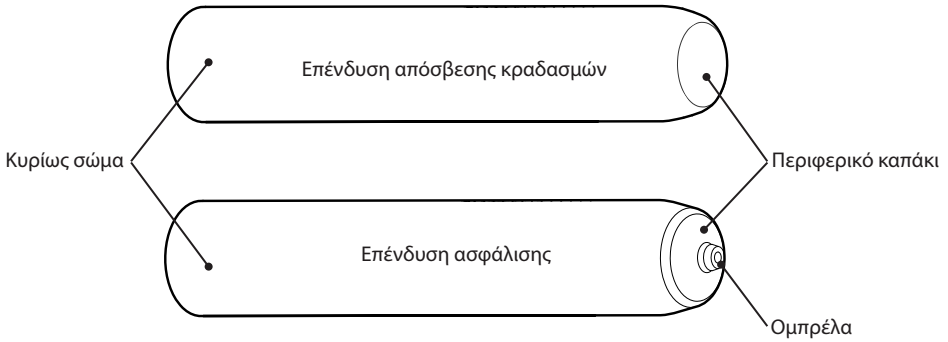 Επένδυση απόσβεσης κραδασμών
Κυρίως σώμα
Περιφερικό καπάκι
Επένδυση ασφάλισης
Ομπρέλα